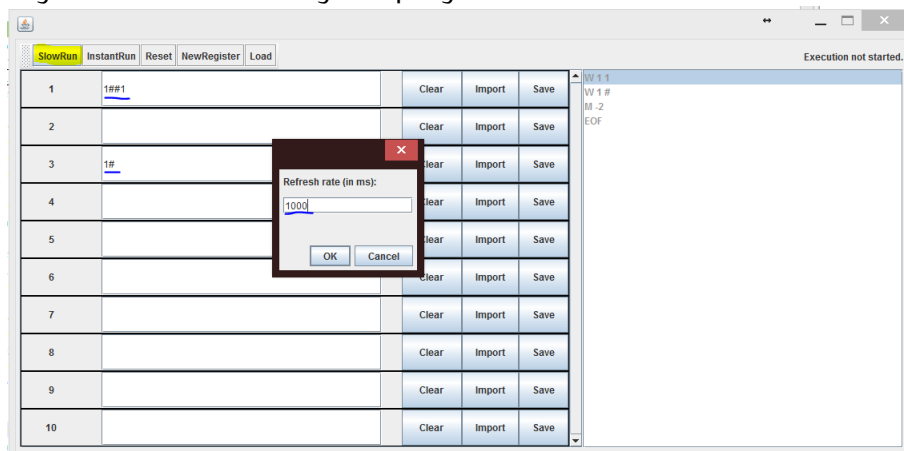 SlowRun InstantRun Reset NewRegister Load Execution not started.
1 1##1 Clear Import Save
2 Clear Import Save
3 1# Clear Import Save
4 Clear Import Save
5 Clear Import Save
6 Clear Import Save
7 Clear Import Save
8 Clear Import Save
9 Clear Import Save
10 Clear Import Save
Refresh rate (in ms):
1000
OK Cancel
W 1 1
W 1 #
M -2
EOF